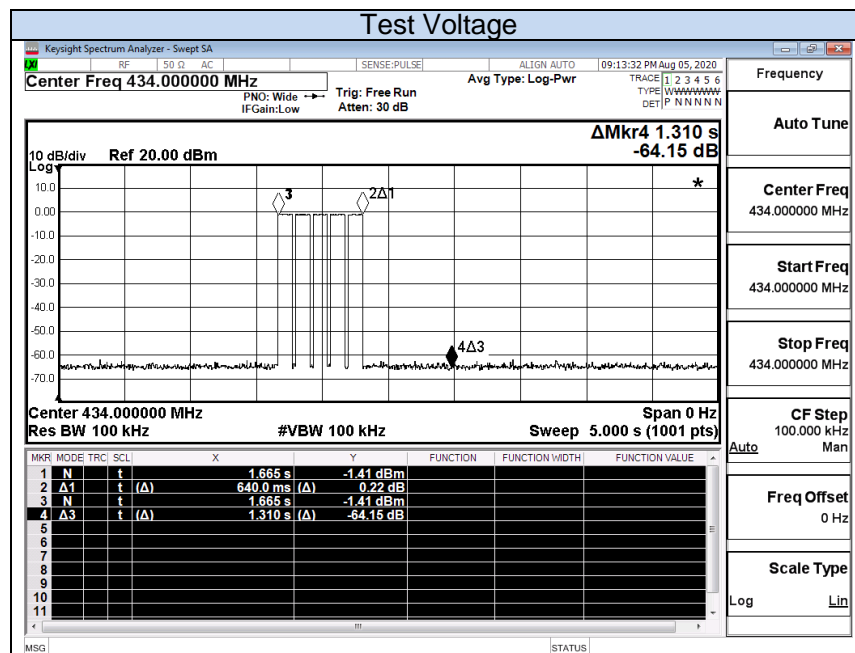 Test Voltage
Keysight Spectrum Analyzer - Swept SA
LXI RF 50 Ω AC SENSE:PULSE ALIGN AUTO 09:13:32 PM Aug 05, 2020
Center Freq 434.000000 MHz
PNO: Wide
IFGain:Low
Trig: Free Run
Atten: 30 dB
Avg Type: Log-Pwr
TRACE 1 2 3 4 5 6
TYPE WWWWWW
DET P N N N N N
ΔMkr4 1.310 s
-64.15 dB
10 dB/div Ref 20.00 dBm
Log
10.0
0.00
-10.0
-20.0
-30.0
-40.0
-50.0
-60.0
-70.0
3
2Δ1
*
4Δ3
Center 434.000000 MHz Span 0 Hz
Res BW 100 kHz #VBW 100 kHz Sweep 5.000 s (1001 pts)
MKR MODE TRC SCL X Y FUNCTION FUNCTION WIDTH FUNCTION VALUE
1 N t 1.665 s -1.41 dBm
2 Δ1 t (Δ) 640.0 ms (Δ) 0.22 dB
3 N t 1.665 s -1.41 dBm
4 Δ3 t (Δ) 1.310 s (Δ) -64.15 dB
5
6
7
8
9
10
11
MSG STATUS
Frequency
Auto Tune
Center Freq
434.000000 MHz
Start Freq
434.000000 MHz
Stop Freq
434.000000 MHz
CF Step
100.000 kHz
Auto Man
Freq Offset
0 Hz
Scale Type
Log Lin